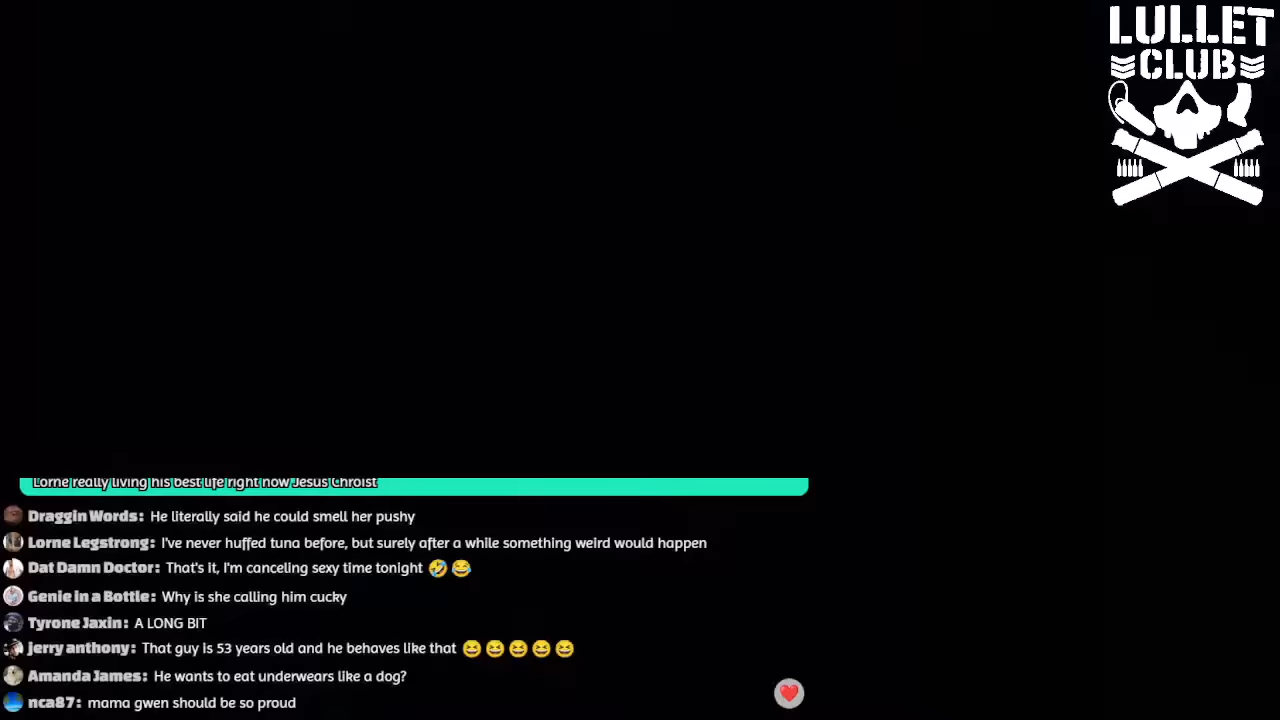 LULLET
CLUB
Lorne really living his best life right now Jesus Chroist
Draggin Words: He literally said he could smell her pushy
Lorne Legstrong: I've never huffed tuna before, but surely after a while something weird would happen
Dat Damn Doctor: That's it, I'm canceling sexy time tonight 🤣😂
Genie in a Bottle: Why is she calling him cucky
Tyrone Jaxin: A LONG BIT
jerry anthony: That guy is 53 years old and he behaves like that 😆😆😆😆😆
Amanda James: He wants to eat underwears like a dog?
nca87: mama gwen should be so proud